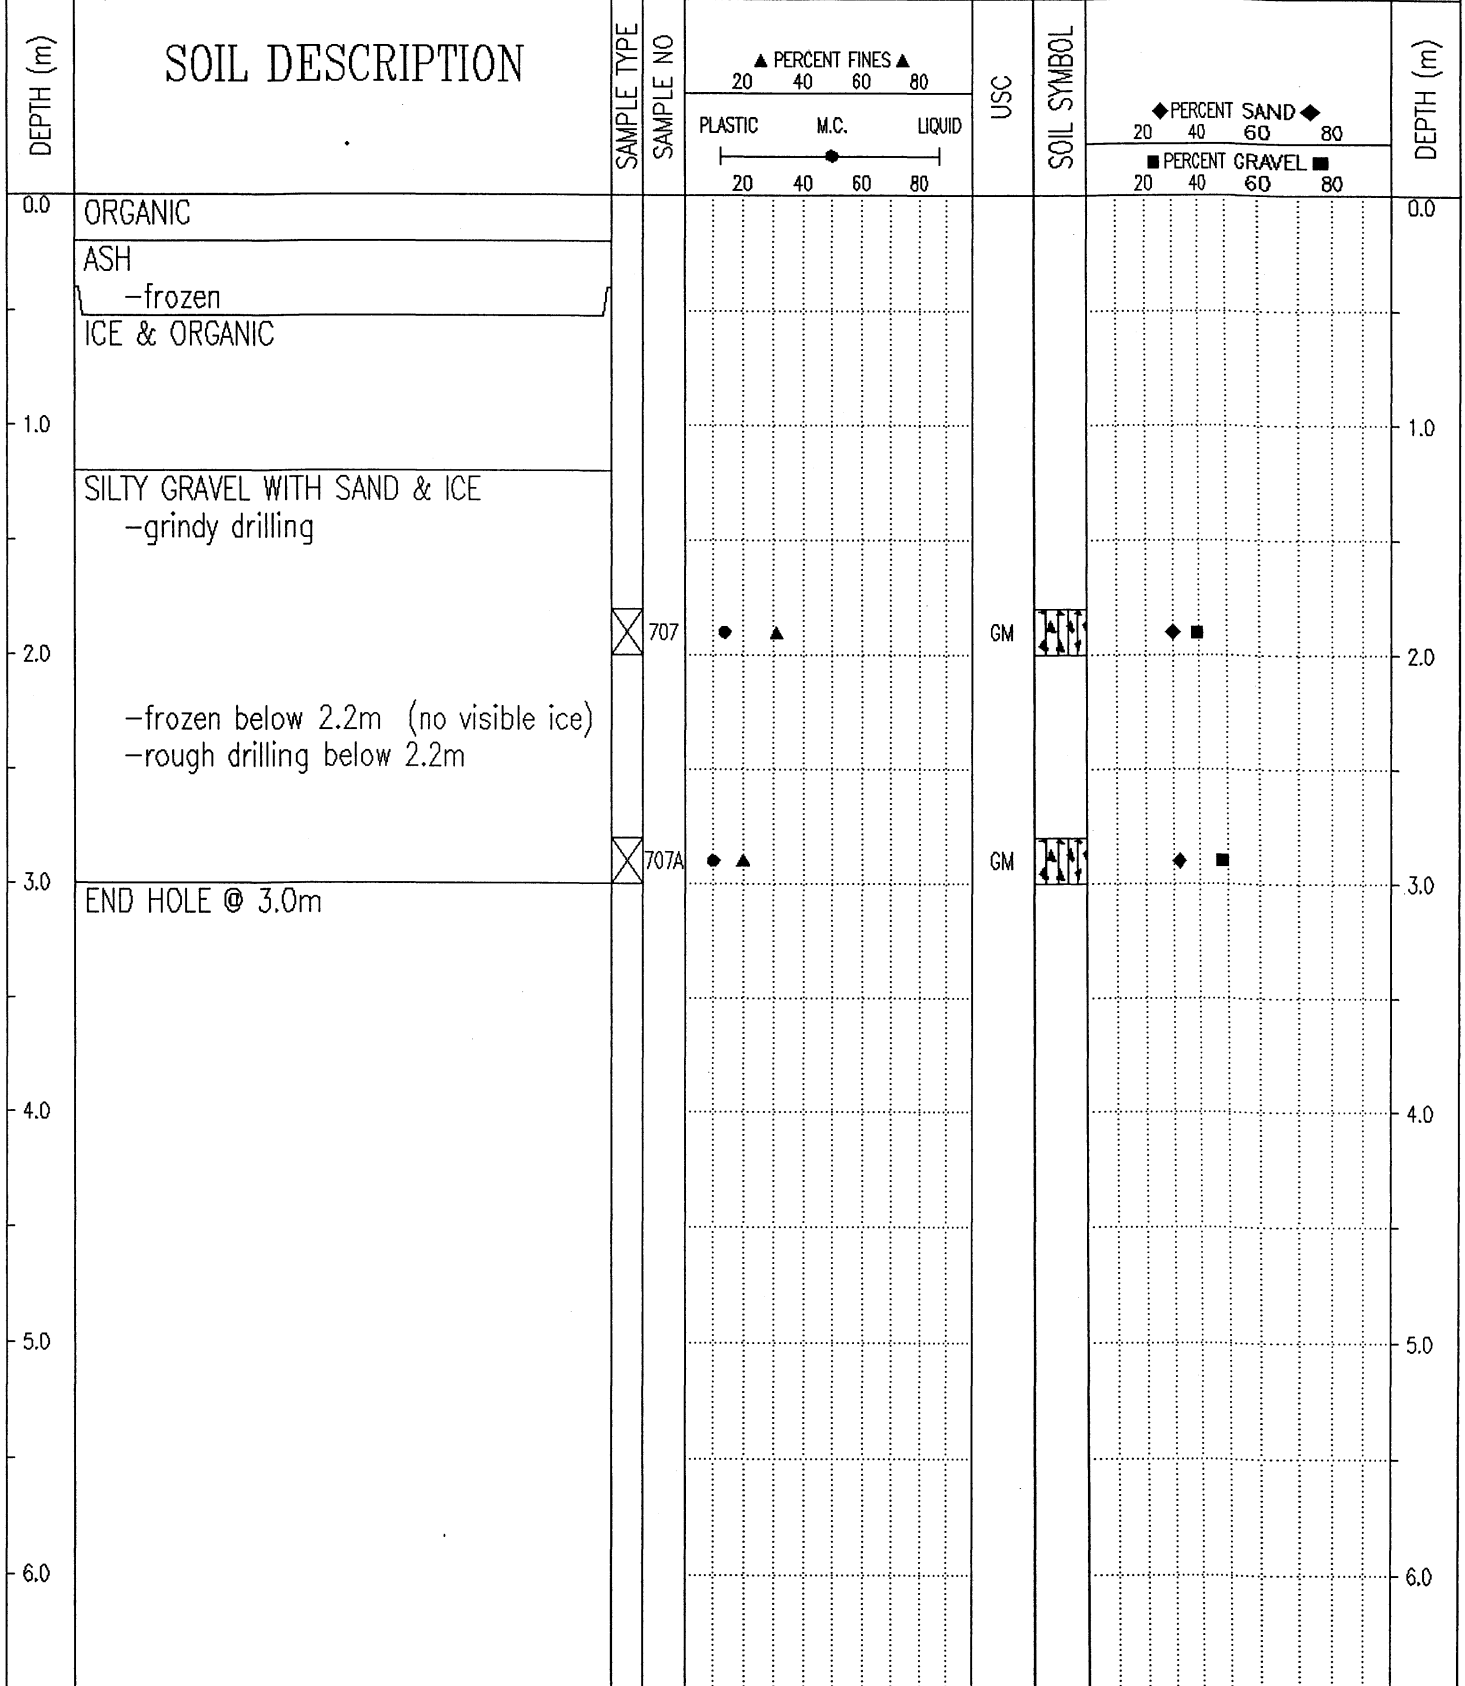 DEPTH (m)
SOIL DESCRIPTION
SAMPLE TYPE
SAMPLE NO
▲ PERCENT FINES ▲
20 40 60 80
PLASTIC M.C. LIQUID
20 40 60 80
USC
SOIL SYMBOL
◆PERCENT SAND◆
20 40 60 80
■PERCENT GRAVEL■
20 40 60 80
DEPTH (m)
0.0
ORGANIC
0.0
ASH
-frozen
ICE & ORGANIC
1.0
1.0
SILTY GRAVEL WITH SAND & ICE
-grindy drilling
707
GM
2.0
2.0
-frozen below 2.2m (no visible ice)
-rough drilling below 2.2m
707A
GM
3.0
3.0
END HOLE @ 3.0m
4.0
4.0
5.0
5.0
6.0
6.0